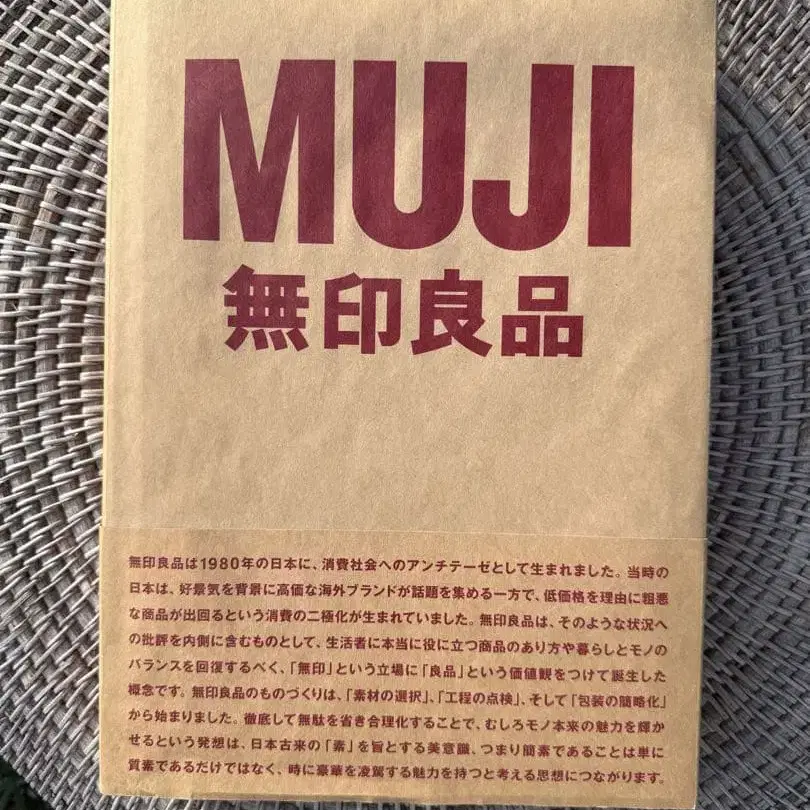 MUJI
無印良品
無印良品は1980年の日本に、消費社会へのアンチテーゼとして生まれました。当時の
日本は、好景気を背景に高価な海外ブランドが話題を集める一方で、低価格を理由に粗悪
な商品が出回るという消費の二極化が生まれていました。無印良品は、そのような状況へ
の批評を内側に含むものとして、生活者に本当に役に立つ商品のあり方や暮らしとモノの
バランスを回復するべく、「無印」という立場に「良品」という価値観をつけて誕生した
概念です。無印良品のものづくりは、「素材の選択」、「工程の点検」、そして「包装の簡略化」
から始まりました。徹底して無駄を省き合理化することで、むしろモノ本来の魅力を輝か
せるという発想は、日本古来の「素」を旨とする美意識、つまり簡素であることは単に
質素であるだけではなく、時に豪華を凌駕する魅力を持つと考える思想につながります。